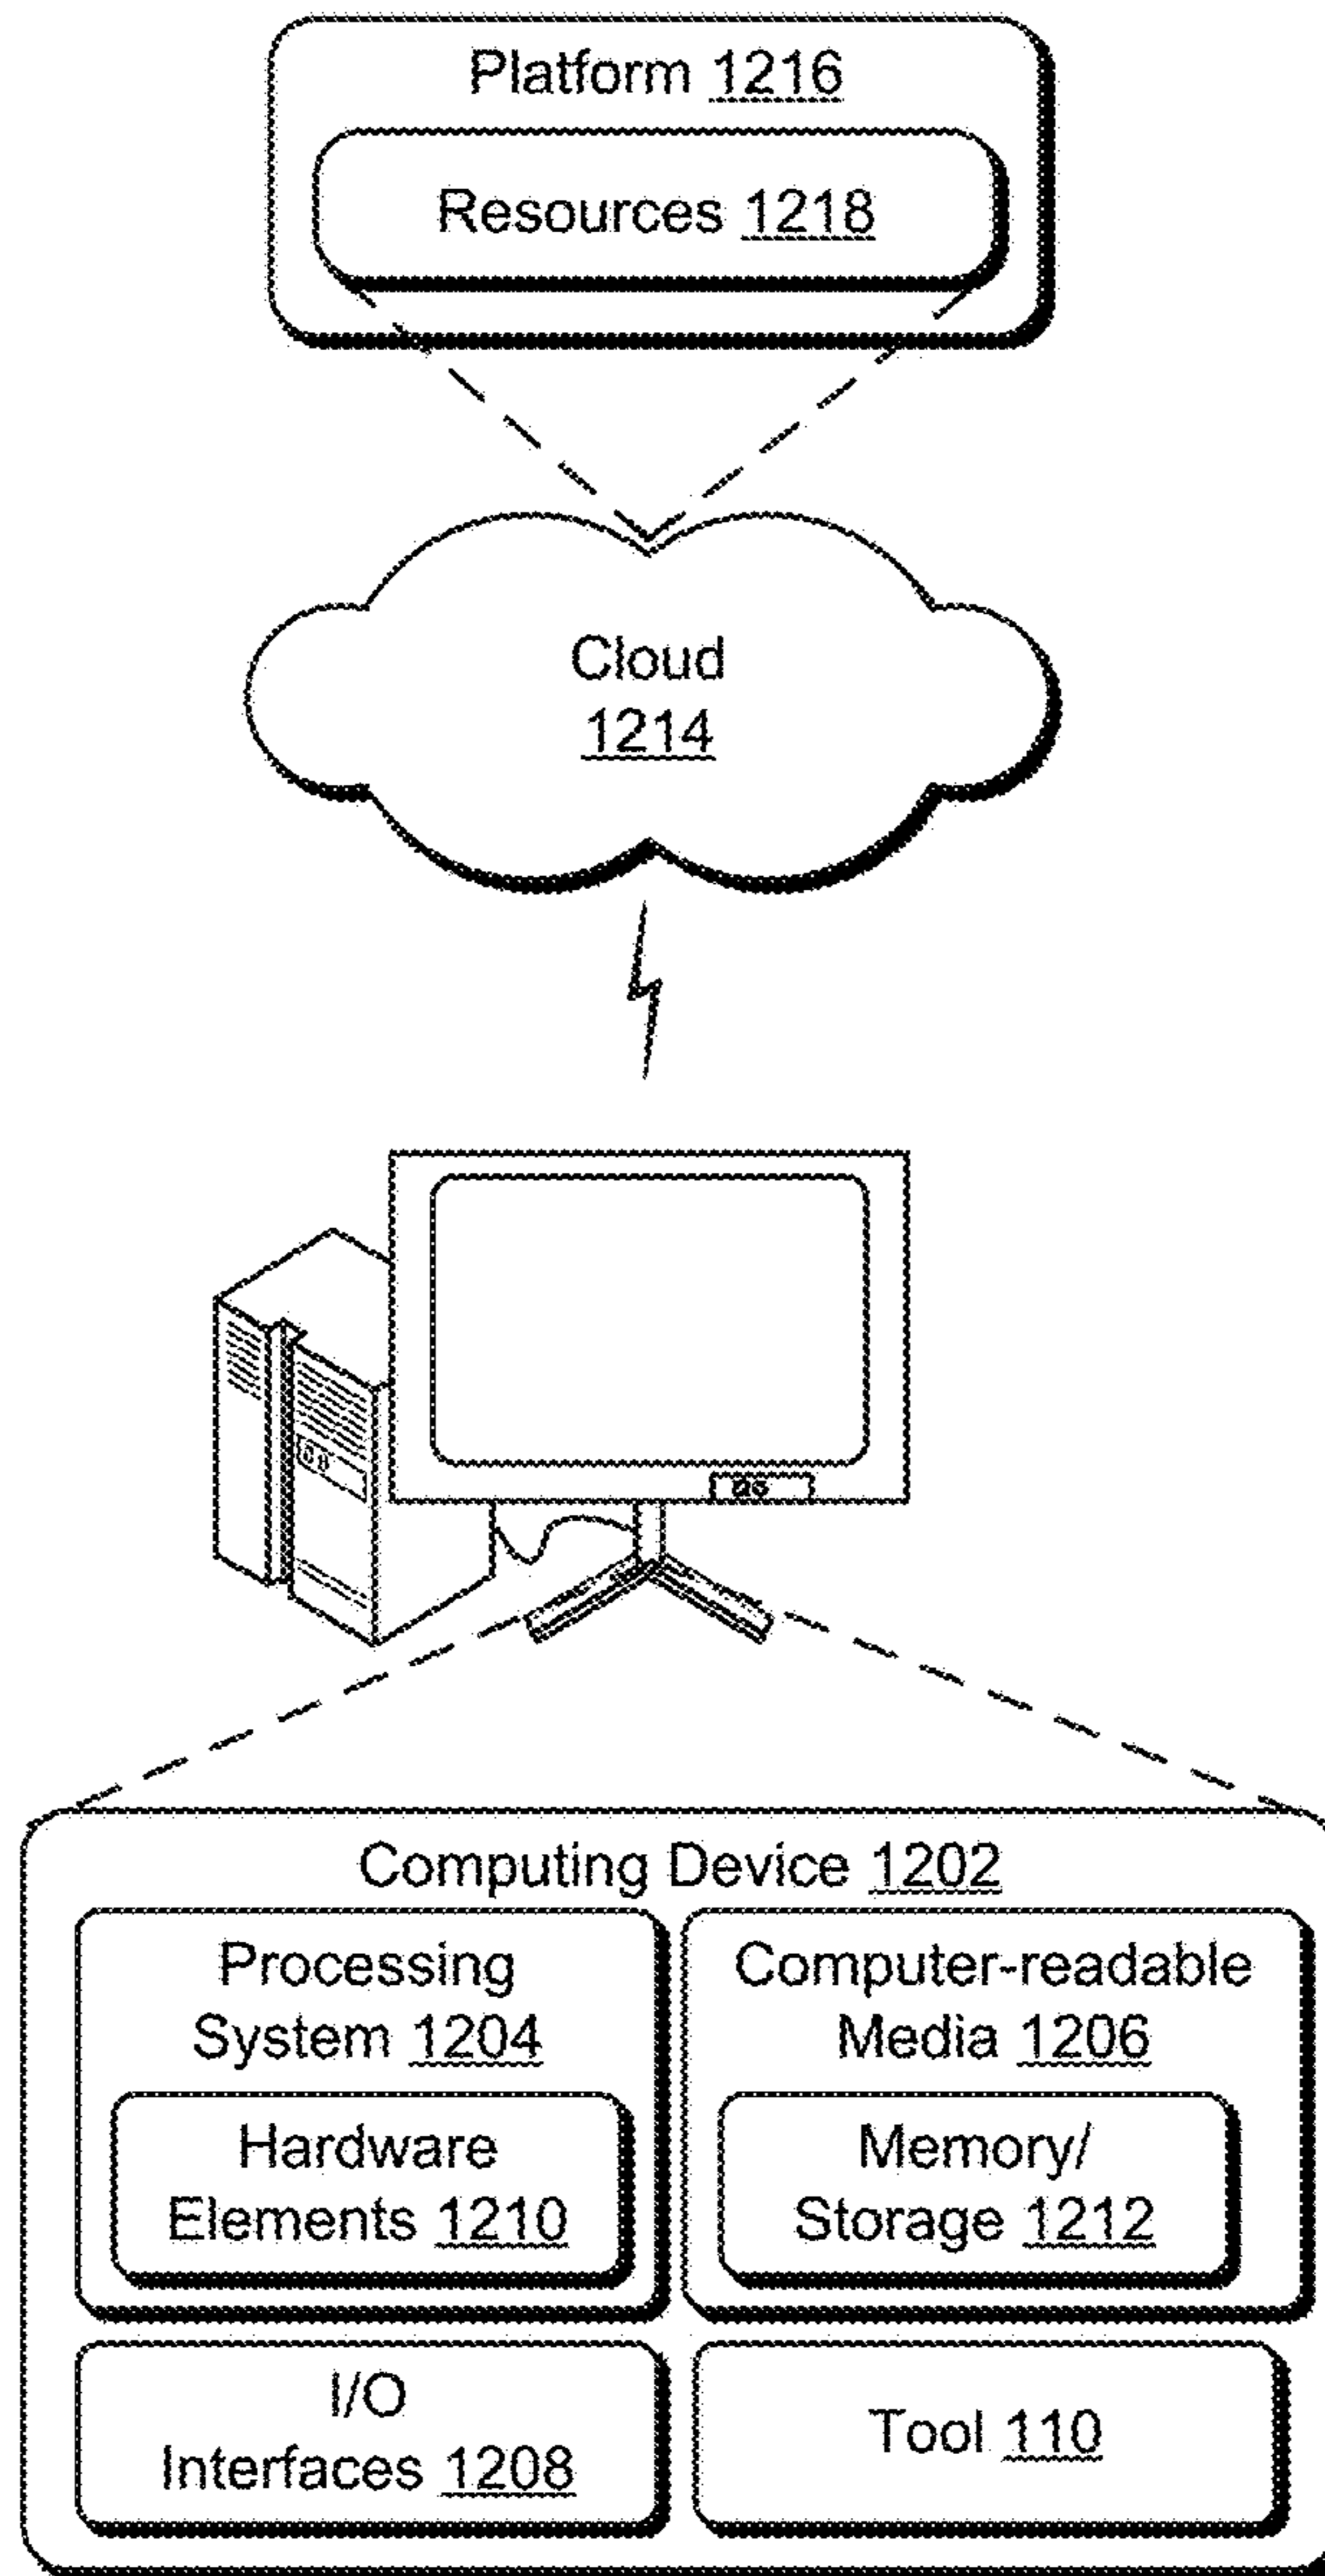 Platform 1216
Resources 1218
Cloud
1214
Computing Device 1202
Processing
System 1204
Hardware
Elements 1210
Computer-readable
Media 1206
Memory/
Storage 1212
I/O
Interfaces 1208
Tool 110